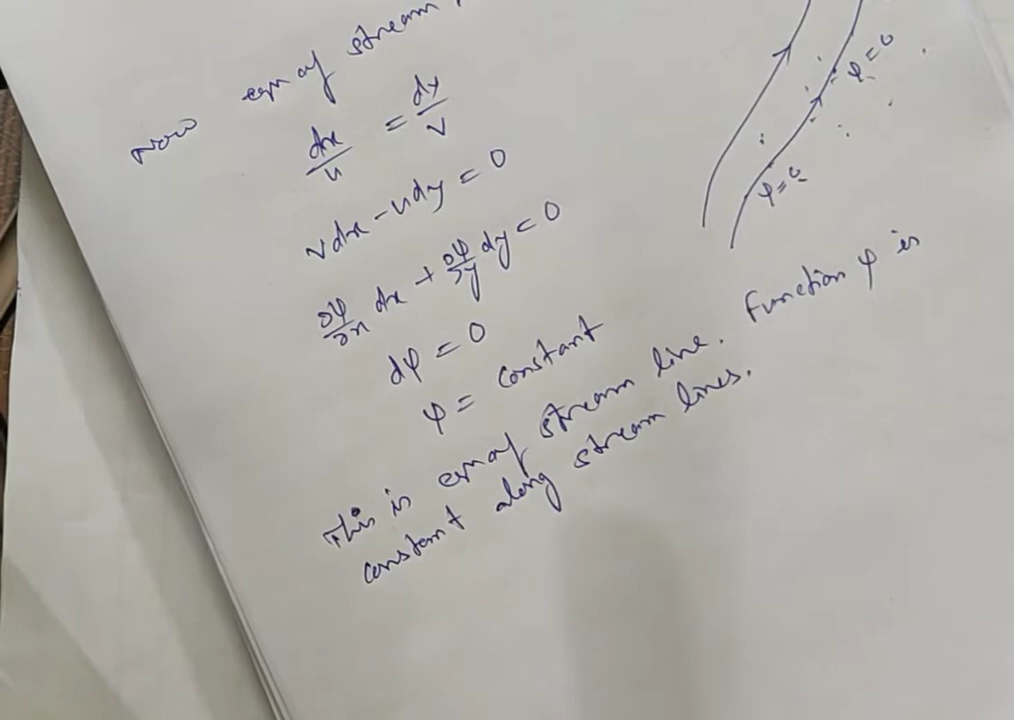 Now eqn of stream
dx/u = dy/v
vdx - udy = 0
∂ψ/∂x dx + ∂ψ/∂y dy = 0
dψ = 0
ψ = constant
This is eqn of stream line. Function ψ is
constant along stream lines.
ψ = c
ψ = c